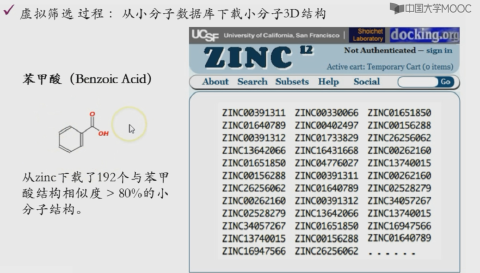 ✓ 虚拟筛选 过程： 从小分子数据库下载小分子3D结构
中国大学MOOC
苯甲酸（Benzoic Acid）
O
OH
从zinc下载了192个与苯甲
酸结构相似度 > 80%的小
分子结构。
UCSF University of California, San Francisco | Shoichet Laboratory docking.org
ZINC 12
Not Authenticated — sign in
Active cart: Temporary Cart (0 items)
About Search Subsets Help Social Go
ZINC00391311 ZINC00330066 ZINC01651850
ZINC01640789 ZINC00402497 ZINC00156288
ZINC00391312 ZINC01733829 ZINC26256062
ZINC13642066 ZINC16431668 ZINC00262160
ZINC01651850 ZINC04776027 ZINC13740015
ZINC00156288 ZINC00391311 ZINC00262160
ZINC26256062 ZINC01640789 ZINC02528279
ZINC00262160 ZINC00391312 ZINC34057267
ZINC02528279 ZINC13642066 ZINC13740015
ZINC34057267 ZINC01651850 ZINC16947566
ZINC13740015 ZINC00156288 ZINC01640789
ZINC16947566 ZINC26256062 ......